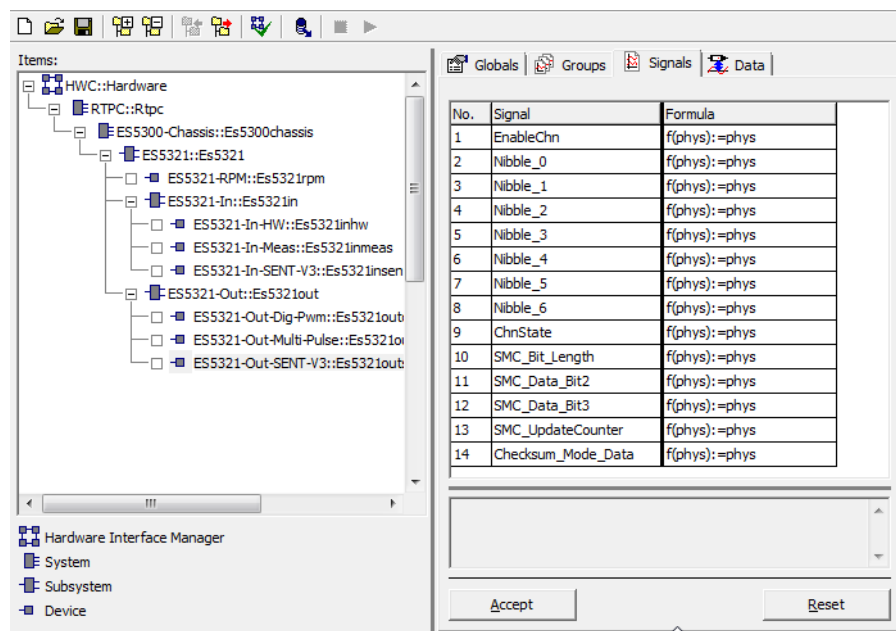 Items:
HWC::Hardware
RTPC::Rtpc
ES5300-Chassis::Es5300chassis
ES5321::Es5321
ES5321-RPM::Es5321rpm
ES5321-In::Es5321in
ES5321-In-HW::Es5321inhw
ES5321-In-Meas::Es5321inmeas
ES5321-In-SENT-V3::Es5321insen
ES5321-Out::Es5321out
ES5321-Out-Dig-Pwm::Es5321out
ES5321-Out-Multi-Pulse::Es5321o
ES5321-Out-SENT-V3::Es5321outs
Hardware Interface Manager
System
Subsystem
Device
Globals Groups Signals Data
No. Signal Formula
1 EnableChn f(phys):=phys
2 Nibble_0 f(phys):=phys
3 Nibble_1 f(phys):=phys
4 Nibble_2 f(phys):=phys
5 Nibble_3 f(phys):=phys
6 Nibble_4 f(phys):=phys
7 Nibble_5 f(phys):=phys
8 Nibble_6 f(phys):=phys
9 ChnState f(phys):=phys
10 SMC_Bit_Length f(phys):=phys
11 SMC_Data_Bit2 f(phys):=phys
12 SMC_Data_Bit3 f(phys):=phys
13 SMC_UpdateCounter f(phys):=phys
14 Checksum_Mode_Data f(phys):=phys
Accept Reset